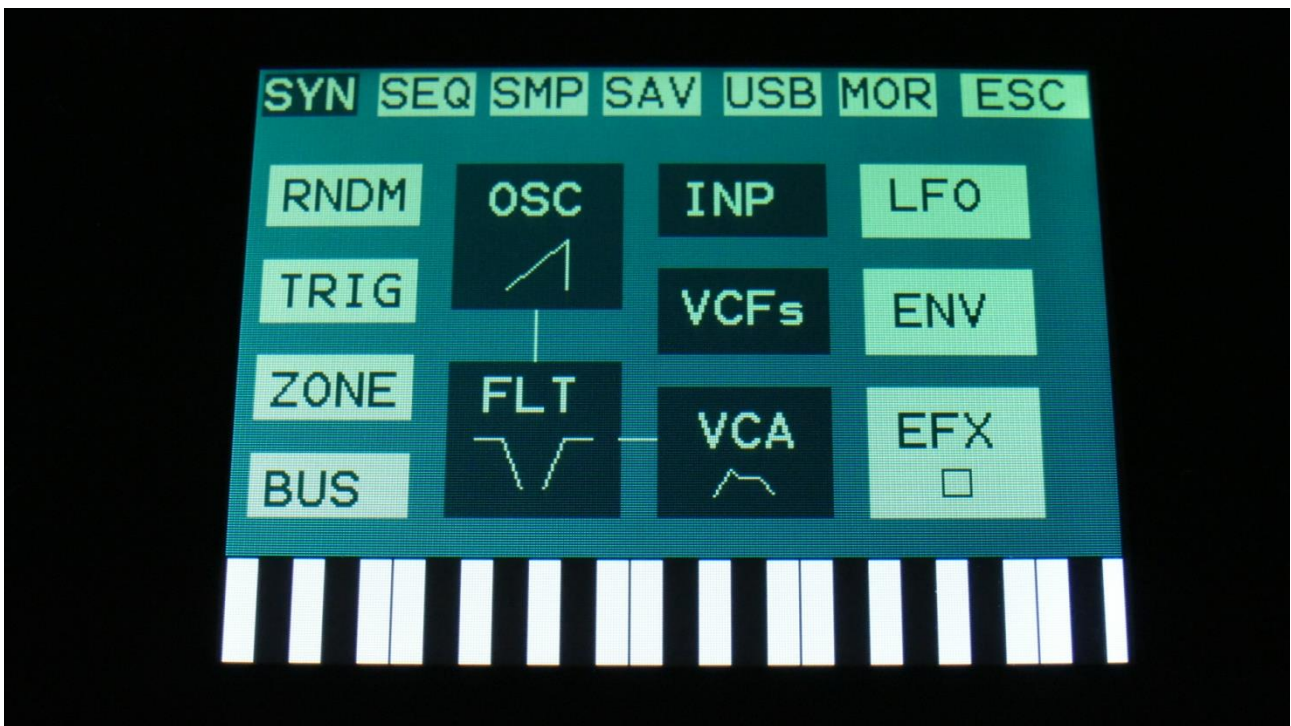 SYN SEQ SMP SAV USB MOR ESC
RNDM OSC INP LFO
TRIG VCFs ENV
ZONE FLT VCA EFX
BUS